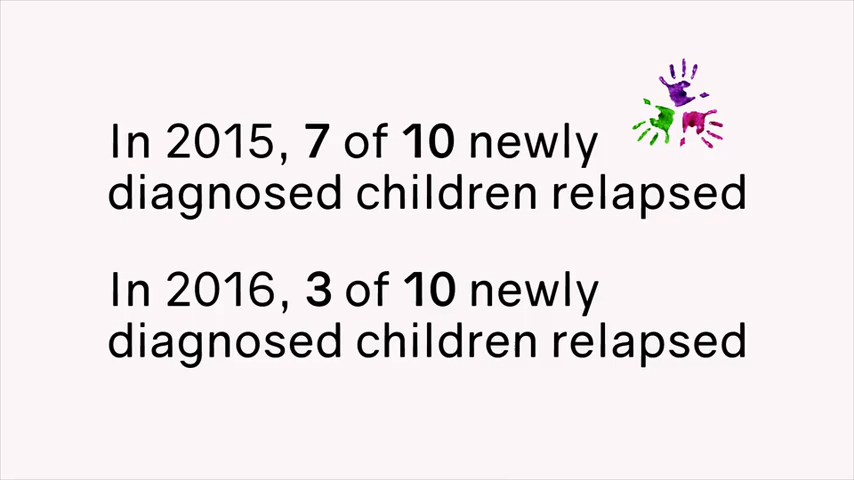 In 2015, 7 of 10 newly
diagnosed children relapsed
In 2016, 3 of 10 newly
diagnosed children relapsed